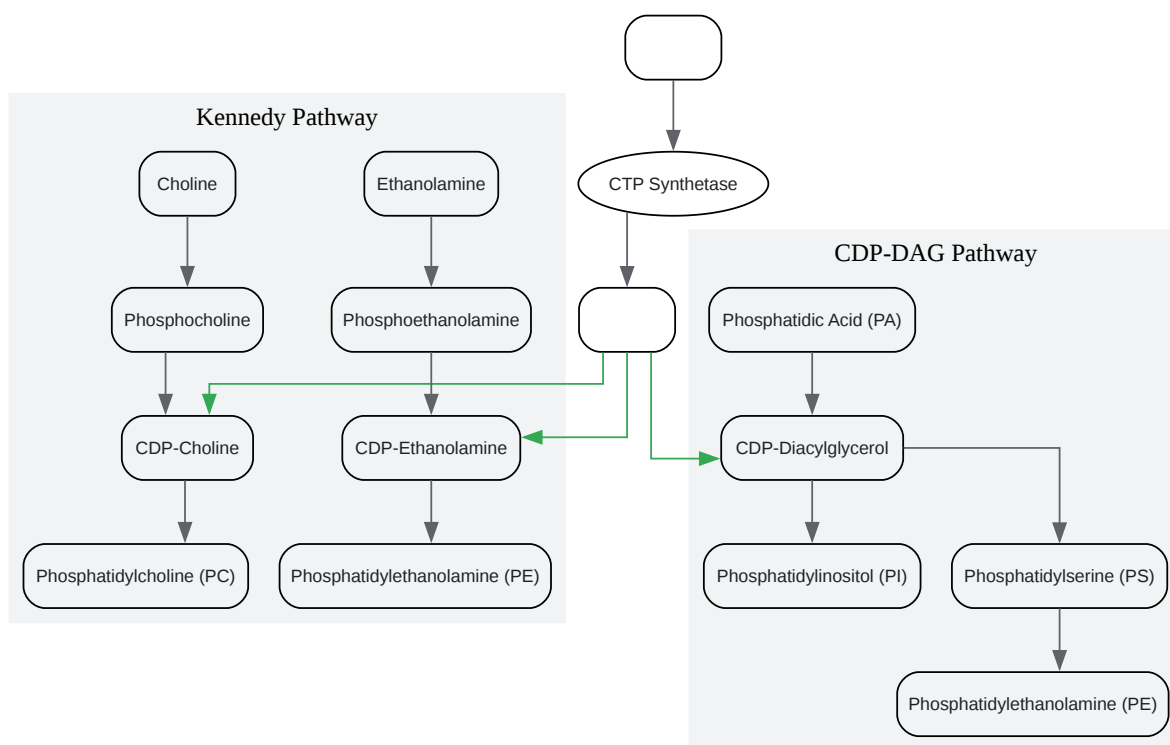 Kennedy Pathway
Choline
Ethanolamine
CTP Synthetase
CDP-DAG Pathway
Phosphocholine
Phosphoethanolamine
Phosphatidic Acid (PA)
CDP-Choline
CDP-Ethanolamine
CDP-Diacylglycerol
Phosphatidylcholine (PC)
Phosphatidylethanolamine (PE)
Phosphatidylinositol (PI)
Phosphatidylserine (PS)
Phosphatidylethanolamine (PE)